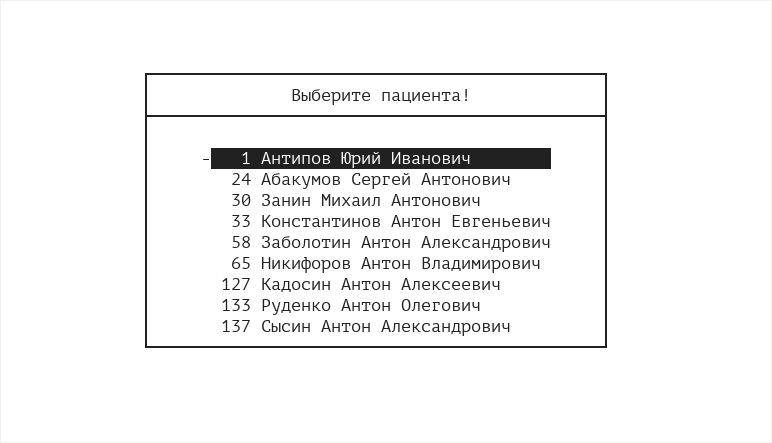 Выберите пациента!
-   1 Антипов Юрий Иванович
24 Абакумов Сергей Антонович
30 Занин Михаил Антонович
33 Константинов Антон Евгеньевич
58 Заболотин Антон Александрович
65 Никифоров Антон Владимирович
127 Кадосин Антон Алексеевич
133 Руденко Антон Олегович
137 Сысин Антон Александрович